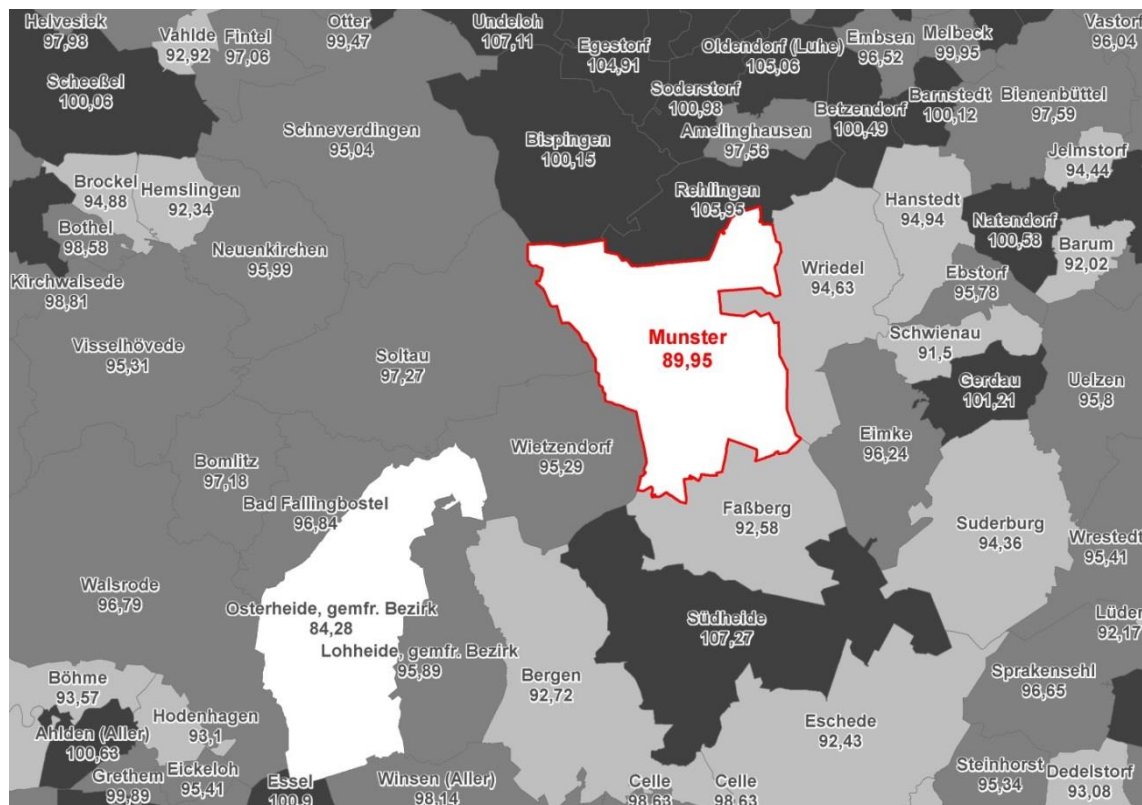 Helvesiek
97,98
Vahlde
92,92
Fintel
97,06
Otter
99,47
Undeloh
107,11
Egestorf
104,91
Oldendorf (Luhe)
105,06
Embsen
96,52
Melbeck
99,95
Vastorf
96,04
Scheeßel
100,06
Schneverdingen
95,04
Bispingen
100,15
Soderstorf
100,98
Amelinghausen
97,56
Betzendorf
100,49
Barnstedt
100,12
Bienenbüttel
97,59
Jelmstorf
94,44
Brockel
94,88
Hemslingen
92,34
Rehlingen
105,95
Hanstedt
94,94
Natendorf
100,58
Barum
92,02
Bothel
98,58
Neuenkirchen
95,99
Wriedel
94,63
Ebstorf
95,78
Kirchwalsede
98,81
Visselhövede
95,31
Soltau
97,27
Munster
89,95
Schwienau
91,5
Gerdau
101,21
Uelzen
95,8
Bomlitz
97,18
Wietzendorf
95,29
Eimke
96,24
Bad Fallingbostel
96,84
Faßberg
92,58
Suderburg
94,36
Wrestedt
95,41
Walsrode
96,79
Osterheide, gemfr. Bezirk
84,28
Südheide
107,27
Lüder
92,17
Lohheide, gemfr. Bezirk
95,89
Bergen
92,72
Sprakensehl
96,65
Böhme
93,57
Hodenhagen
93,1
Eschede
92,43
Ahlden (Aller)
100,63
Grethem
99,89
Eickeloh
95,41
Essel
100,9
Winsen (Aller)
98,14
Celle
98,63
Celle
98,63
Steinhorst
95,34
Dedelstorf
93,08